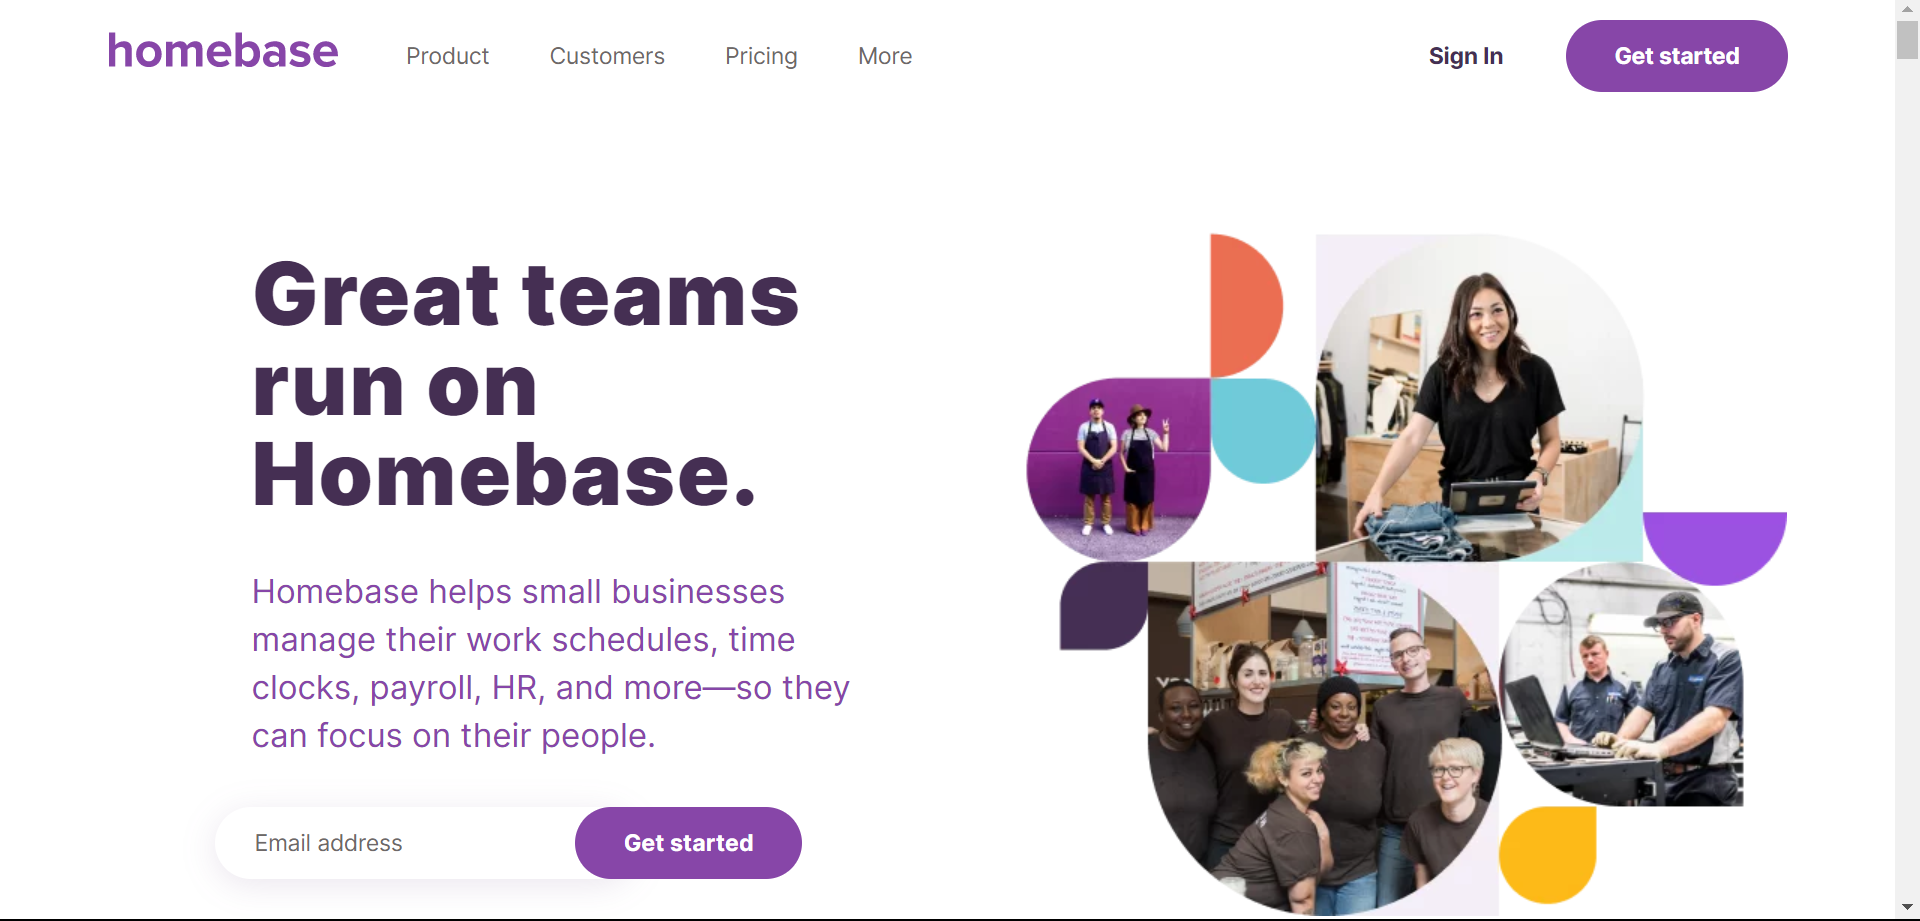 homebase
Product
Customers
Pricing
More
Sign In
Get started
Great teams
run on
Homebase.
Homebase helps small businesses
manage their work schedules, time
clocks, payroll, HR, and more—so they
can focus on their people.
Email address
Get started